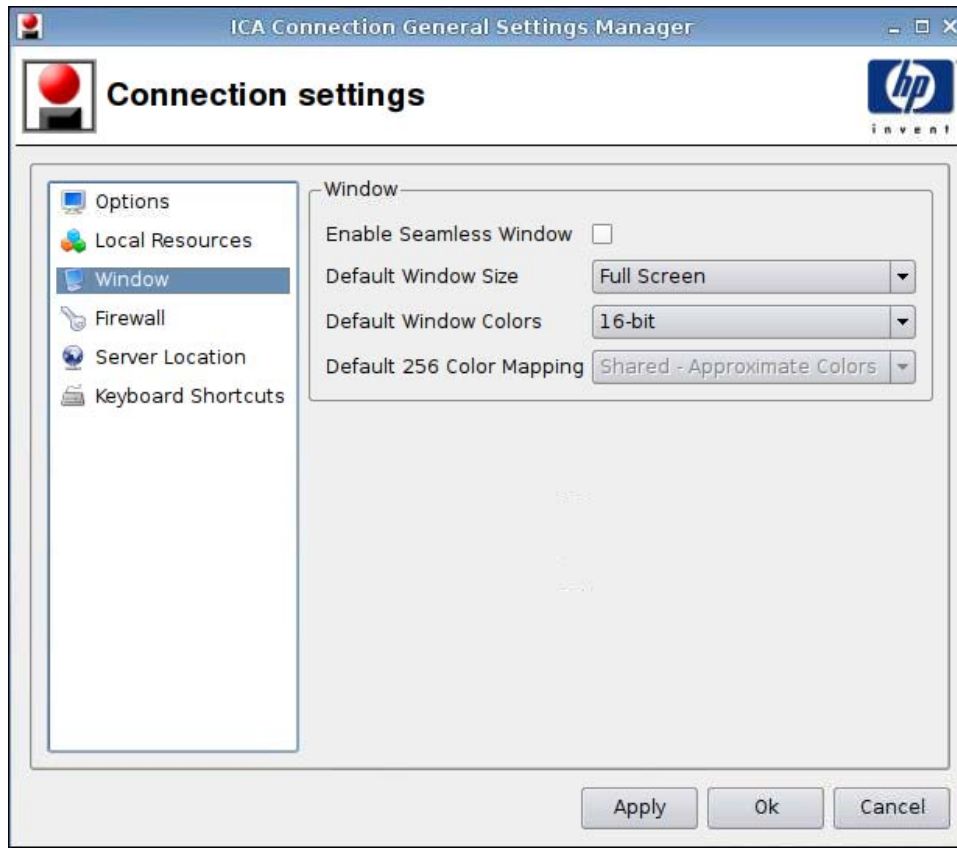 ICA Connection General Settings Manager
Connection settings
hp
invent
Options
Local Resources
Window
Firewall
Server Location
Keyboard Shortcuts
Window
Enable Seamless Window
Default Window Size Full Screen
Default Window Colors 16-bit
Default 256 Color Mapping Shared - Approximate Colors
Apply Ok Cancel